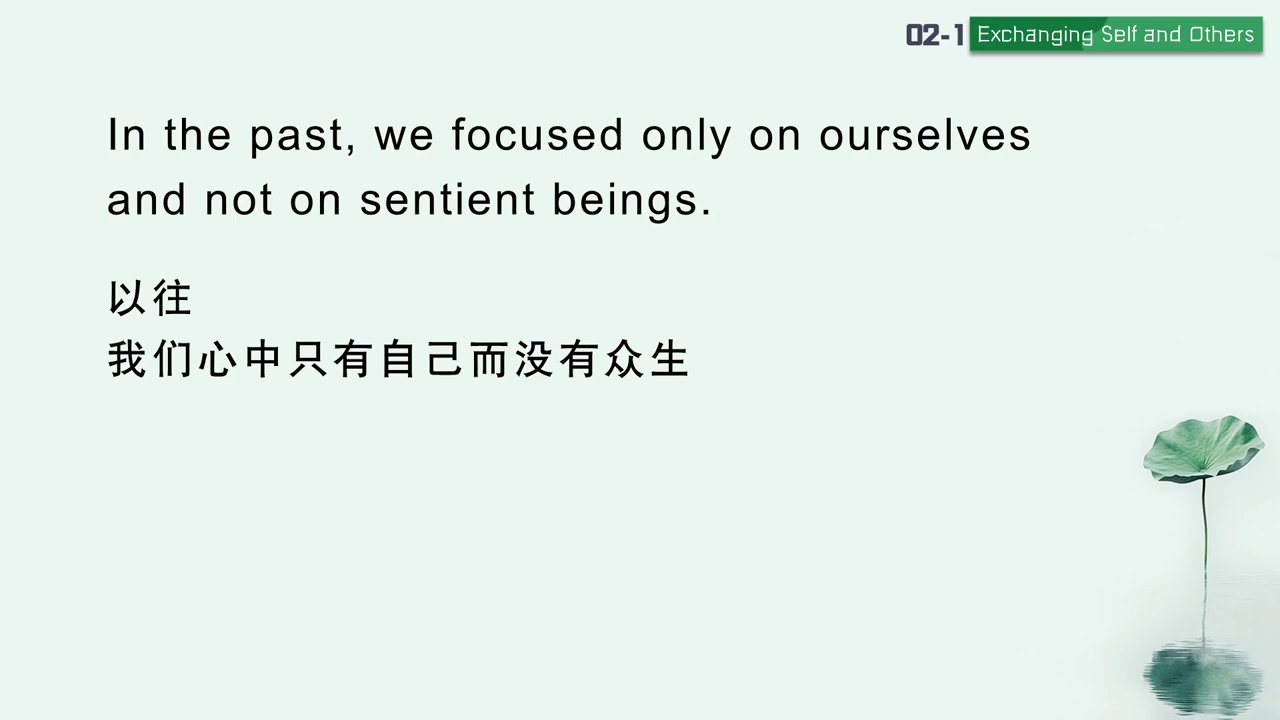 02-1 Exchanging Self and Others
In the past, we focused only on ourselves
and not on sentient beings.
以往
我们心中只有自己而没有众生